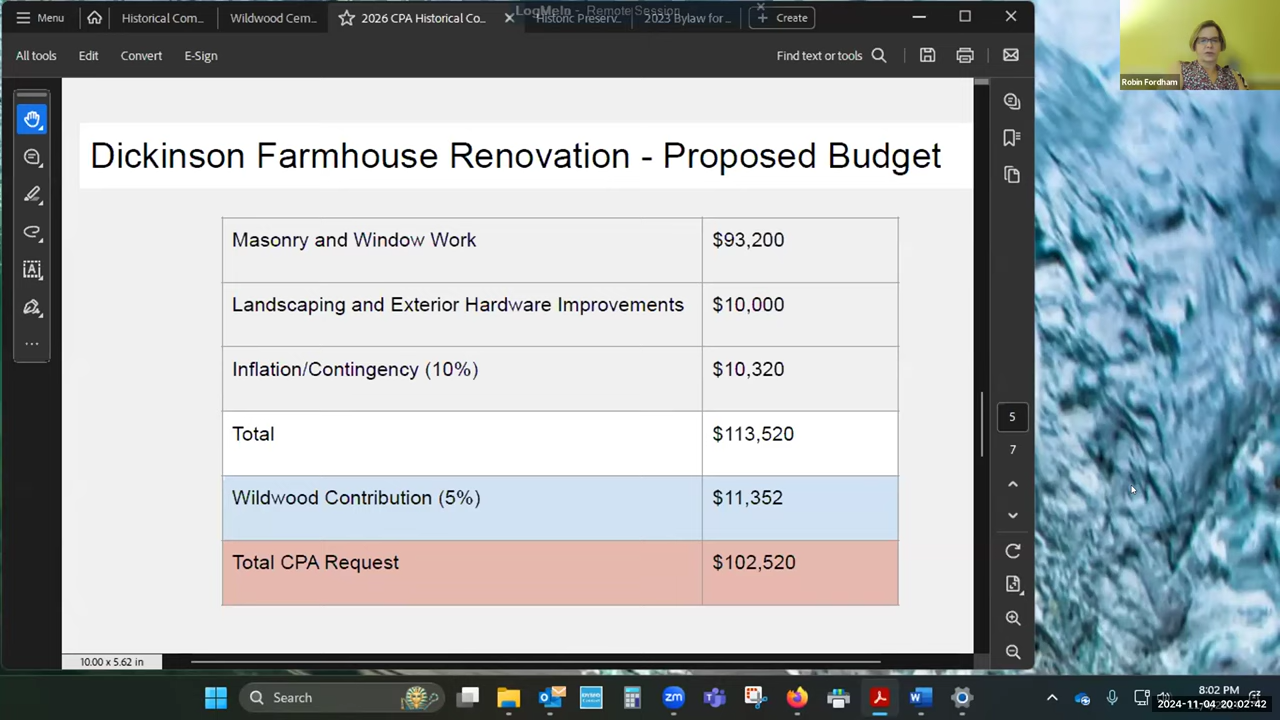 Menu
Historical Com...
Wildwood Cem...
2026 CPA Historical Co...
Historic Preserv...
2023 Bylaw for ...
Create
LogMeIn - Remote Session
All tools
Edit
Convert
E-Sign
Find text or tools
Robin Fordham
Dickinson Farmhouse Renovation - Proposed Budget
Masonry and Window Work $93,200
Landscaping and Exterior Hardware Improvements $10,000
Inflation/Contingency (10%) $10,320
Total $113,520
Wildwood Contribution (5%) $11,352
Total CPA Request $102,520
5
7
10.00 x 5.62 in
Search
8:02 PM
2024-11-04 20:02:42